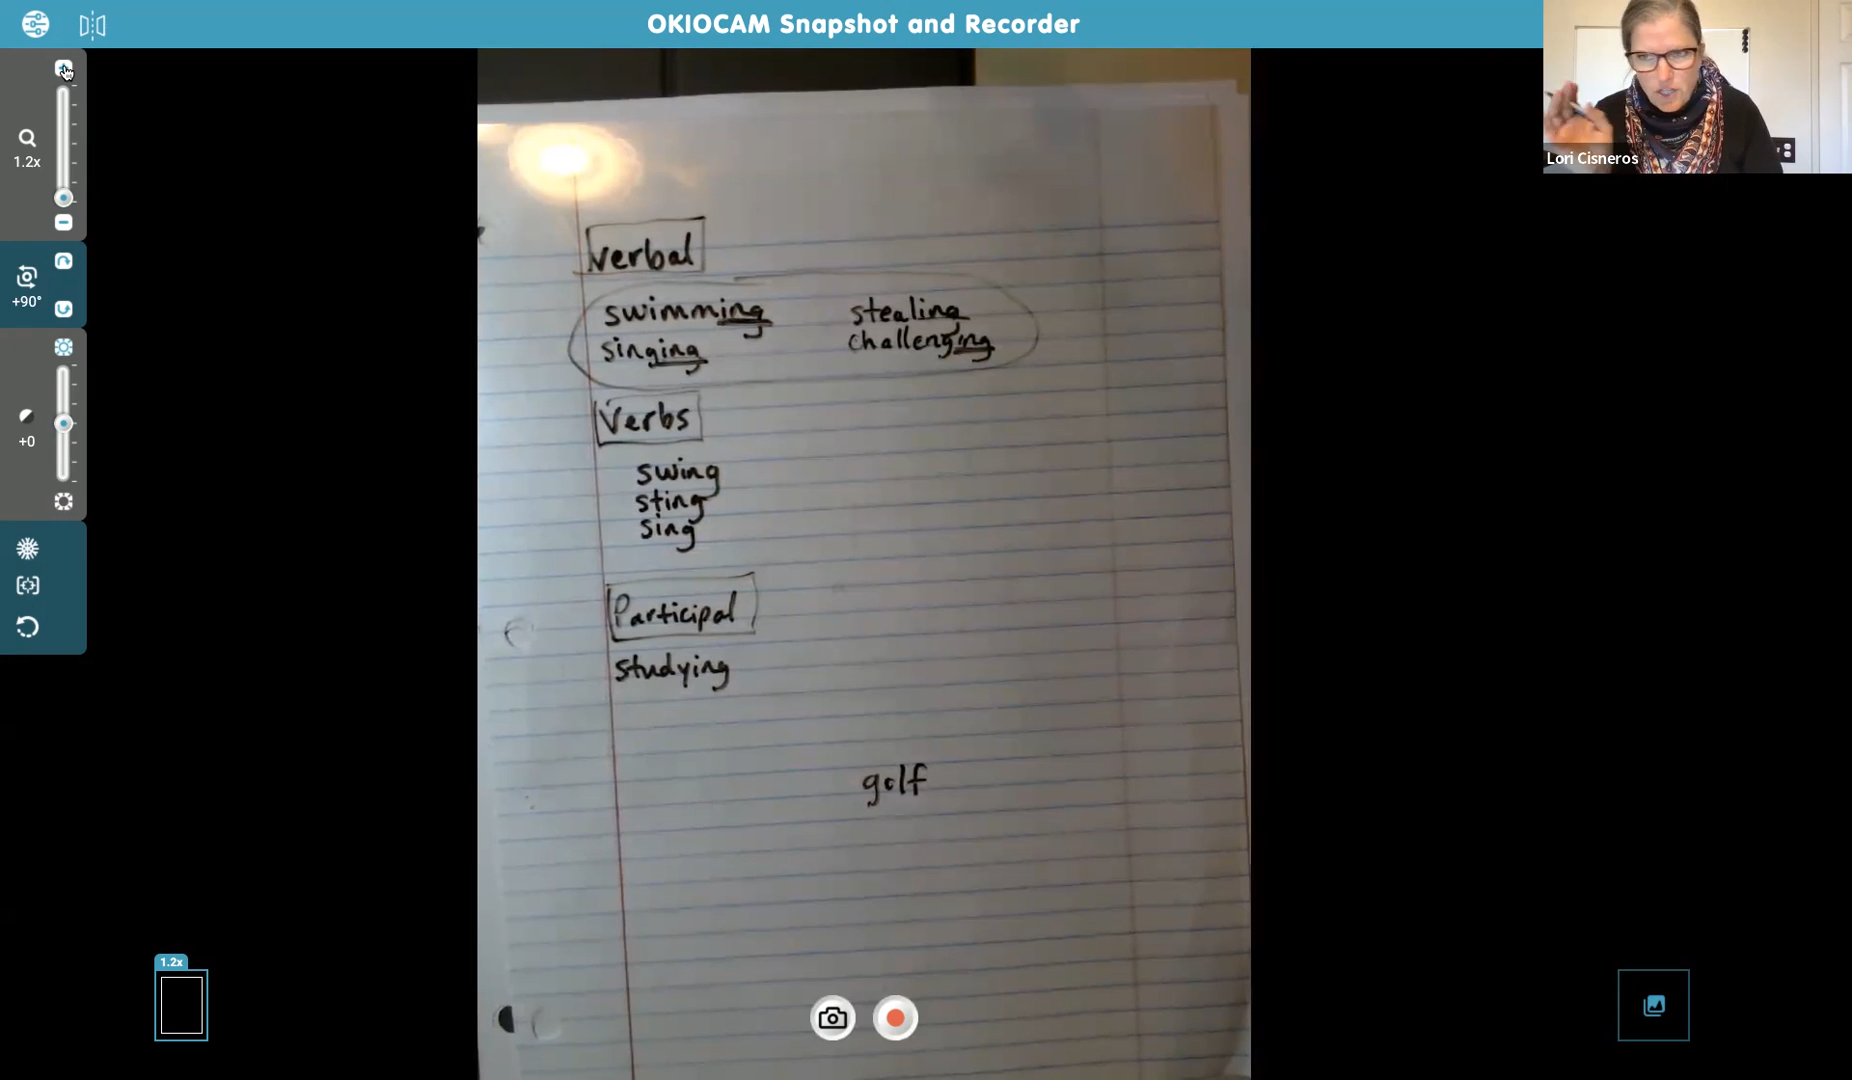 OKIOCAM Snapshot and Recorder
Lori Cisneros
1.2x
+90°
+0
verbal
swimming stealing
singing challenging
Verbs
swing
sting
sing
Participal
studying
golf
1.2x